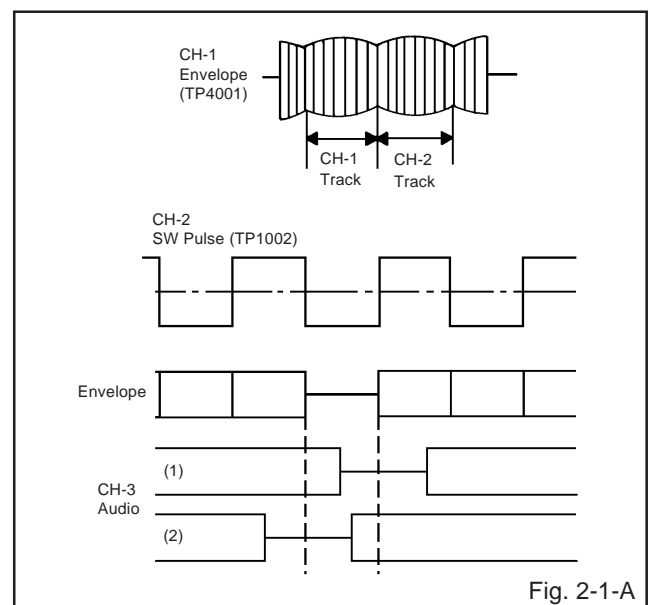 CH-1
Envelope
(TP4001)
CH-1
Track
CH-2
Track
CH-2
SW Pulse (TP1002)
Envelope
CH-3
Audio
(1)
(2)
Fig. 2-1-A